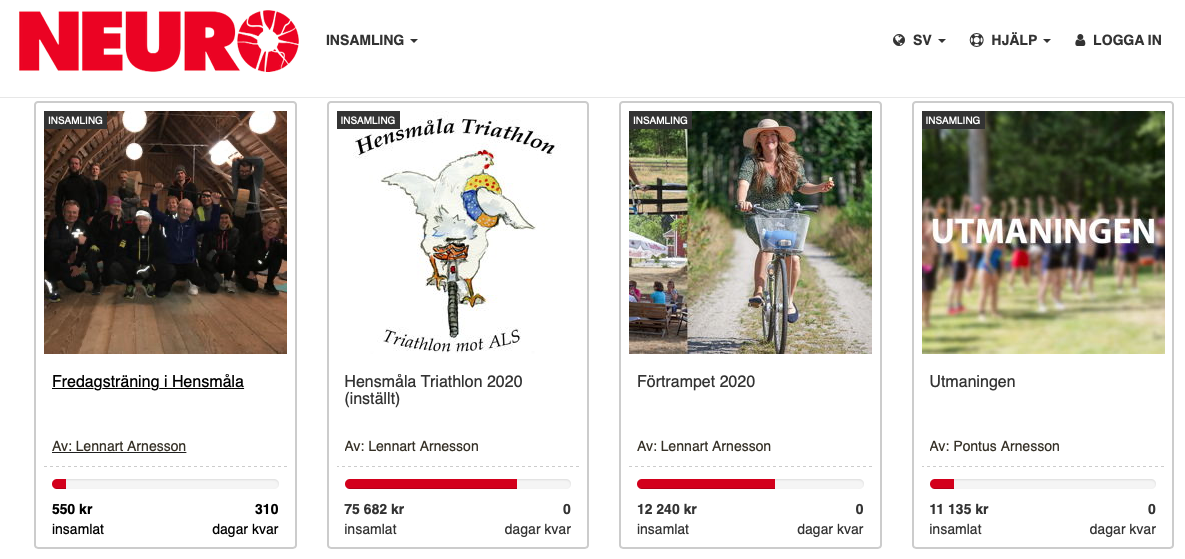 NEURO
INSAMLING
SV
HJÄLP
LOGGA IN
INSAMLING
Fredagsträning i Hensmåla
Av: Lennart Arnesson
550 kr
310
insamlat
dagar kvar
INSAMLING
Hensmåla Triathlon
Triathlon mot ALS
Hensmåla Triathlon 2020
(inställt)
Av: Lennart Arnesson
75 682 kr
0
insamlat
dagar kvar
INSAMLING
Förtrampet 2020
Av: Lennart Arnesson
12 240 kr
0
insamlat
dagar kvar
INSAMLING
UTMANINGEN
Utmaningen
Av: Pontus Arnesson
11 135 kr
0
insamlat
dagar kvar